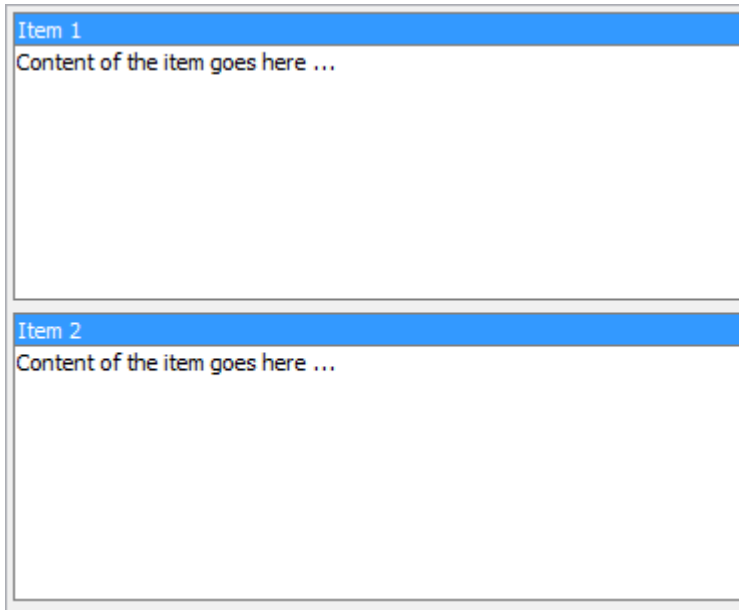 Item 1
Content of the item goes here ...
Item 2
Content of the item goes here ...